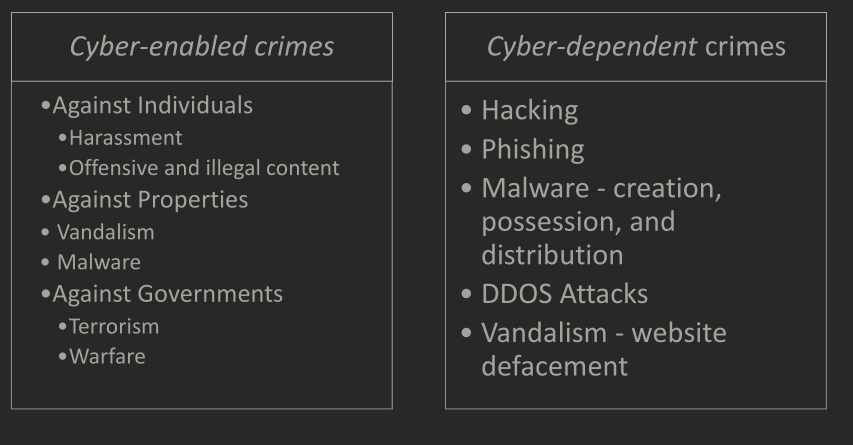 Cyber-enabled crimes
•Against Individuals
•Harassment
•Offensive and illegal content
•Against Properties
• Vandalism
• Malware
•Against Governments
•Terrorism
•Warfare
Cyber-dependent crimes
• Hacking
• Phishing
• Malware - creation,
possession, and
distribution
• DDOS Attacks
• Vandalism - website
defacement